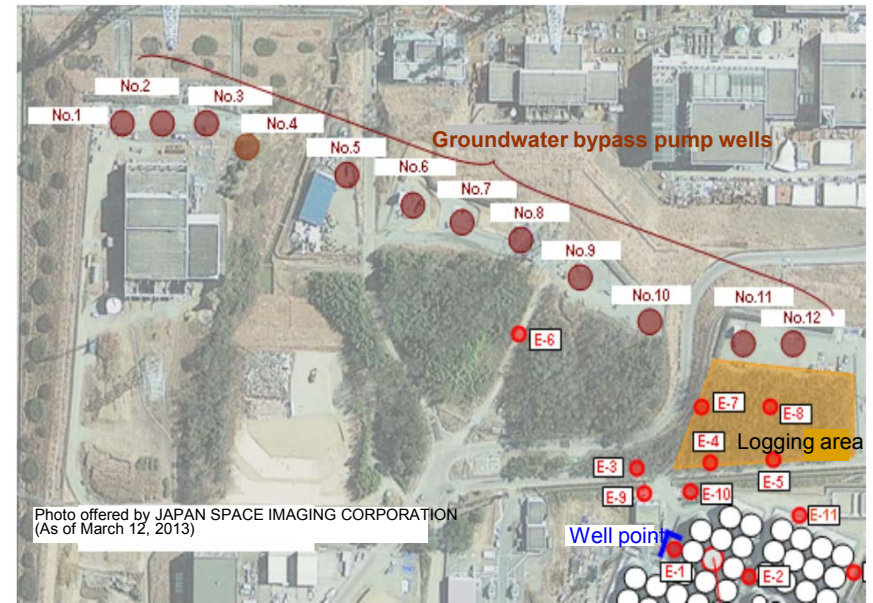 No.2
No.1
No.3
No.4
Groundwater bypass pump wells
No.5
No.6
No.7
No.8
No.9
No.10
No.11
No.12
E-6
E-7
E-8
E-4
Logging area
E-3
E-5
E-9
E-10
E-11
Photo offered by JAPAN SPACE IMAGING CORPORATION
(As of March 12, 2013)
Well point
E-1
E-2